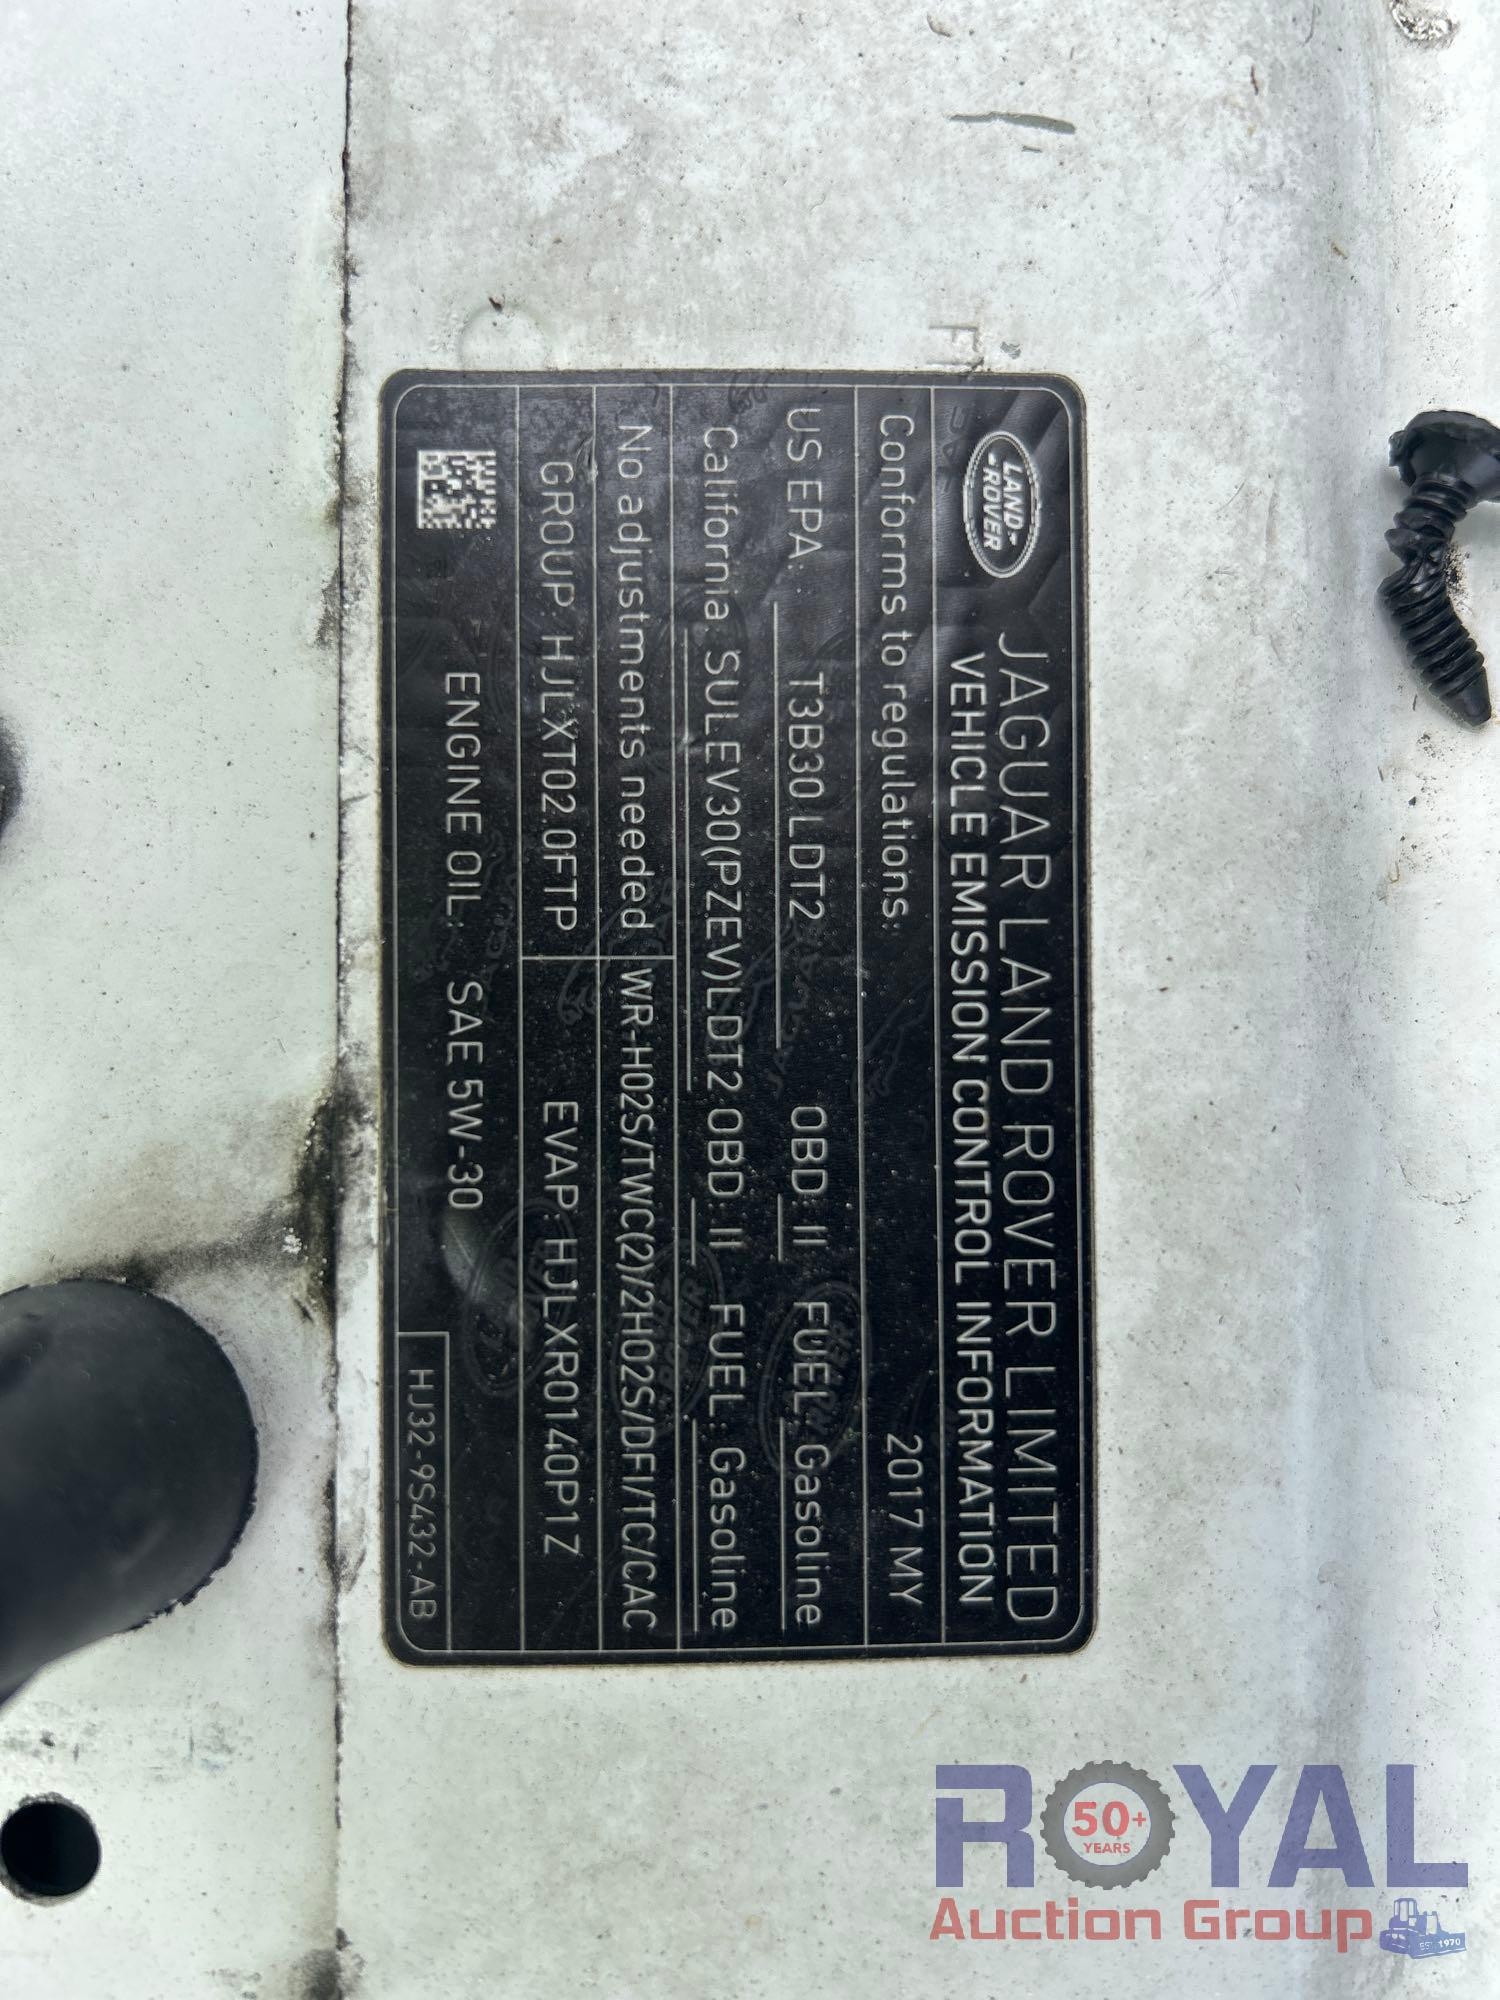 LAND-
-ROVER
JAGUAR LAND ROVER LIMITED
VEHICLE EMISSION CONTROL INFORMATION
Conforms to regulations: 2017 MY
US EPA: T3B30 LDT2 OBD: II FUEL: Gasoline
California: SULEV30(PZEV)LDT2 OBD: II FUEL: Gasoline
No adjustments needed WR-HO2S/TWC(2)/2HO2S/DFI/TC/CAC
GROUP: HJLXT02.0FTP EVAP: HJLXR0140P1Z
ENGINE OIL: SAE 5W-30
HJ32-9S432-AB
ROYAL
50+
YEARS
Auction Group
EST. 1970